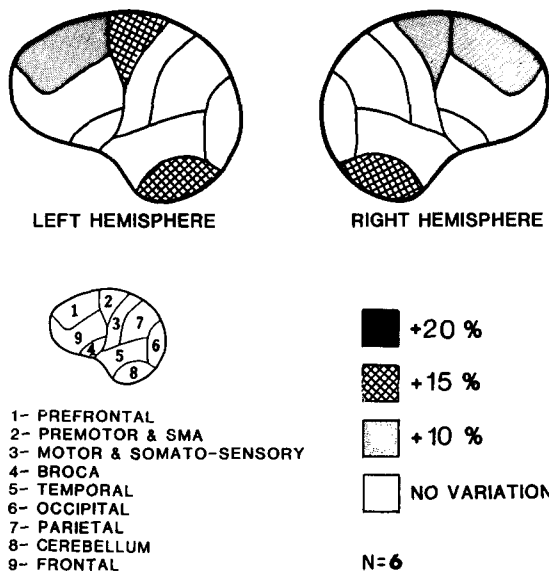 LEFT HEMISPHERE
RIGHT HEMISPHERE
1
2
3
7
9
4
5
6
8
1- PREFRONTAL
2- PREMOTOR & SMA
3- MOTOR & SOMATO-SENSORY
4- BROCA
5- TEMPORAL
6- OCCIPITAL
7- PARIETAL
8- CEREBELLUM
9- FRONTAL
+20 %
+15 %
+10 %
NO VARIATION
N=6